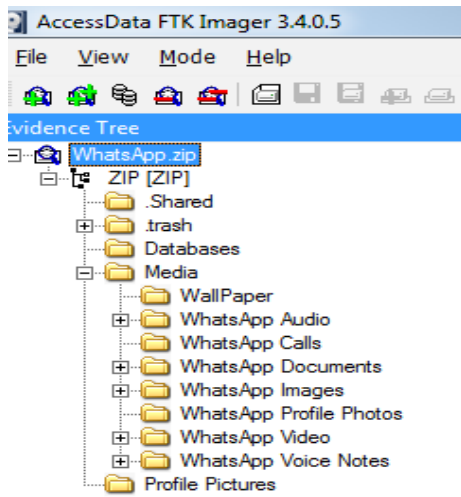 AccessData FTK Imager 3.4.0.5
File View Mode Help
Evidence Tree
WhatsApp.zip
ZIP [ZIP]
.Shared
.trash
Databases
Media
WallPaper
WhatsApp Audio
WhatsApp Calls
WhatsApp Documents
WhatsApp Images
WhatsApp Profile Photos
WhatsApp Video
WhatsApp Voice Notes
Profile Pictures